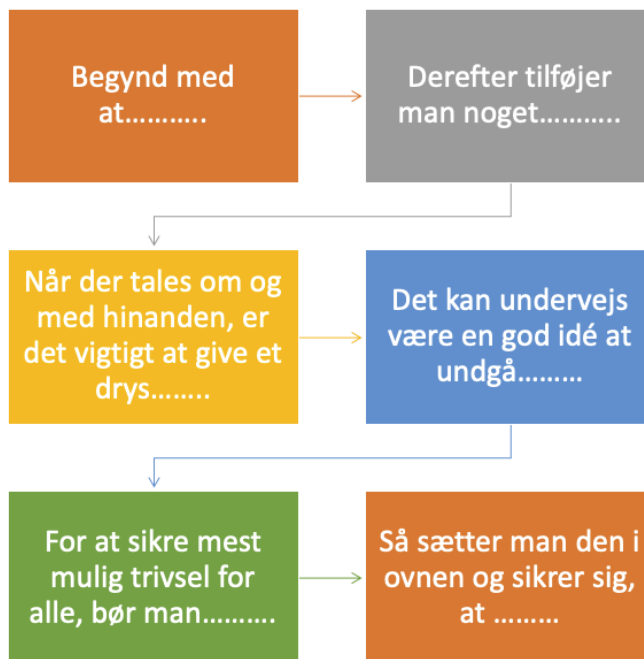 Begynd med
at………..
Derefter tilføjer
man noget………..
Når der tales om og
med hinanden, er
det vigtigt at give et
drys……..
Det kan undervejs
være en god idé at
undgå………
For at sikre mest
mulig trivsel for
alle, bør man……….
Så sætter man den i
ovnen og sikrer sig,
at ………